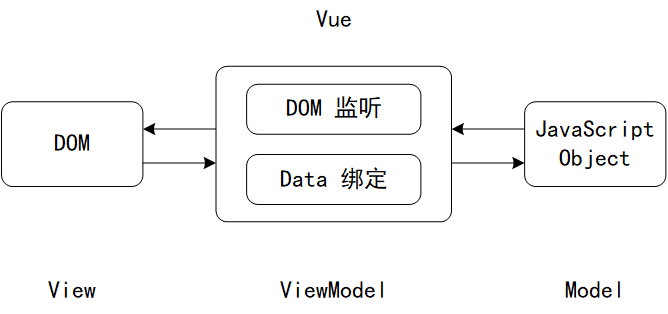 Vue
DOM
DOM 监听
Data 绑定
JavaScript
Object
View
ViewModel
Model